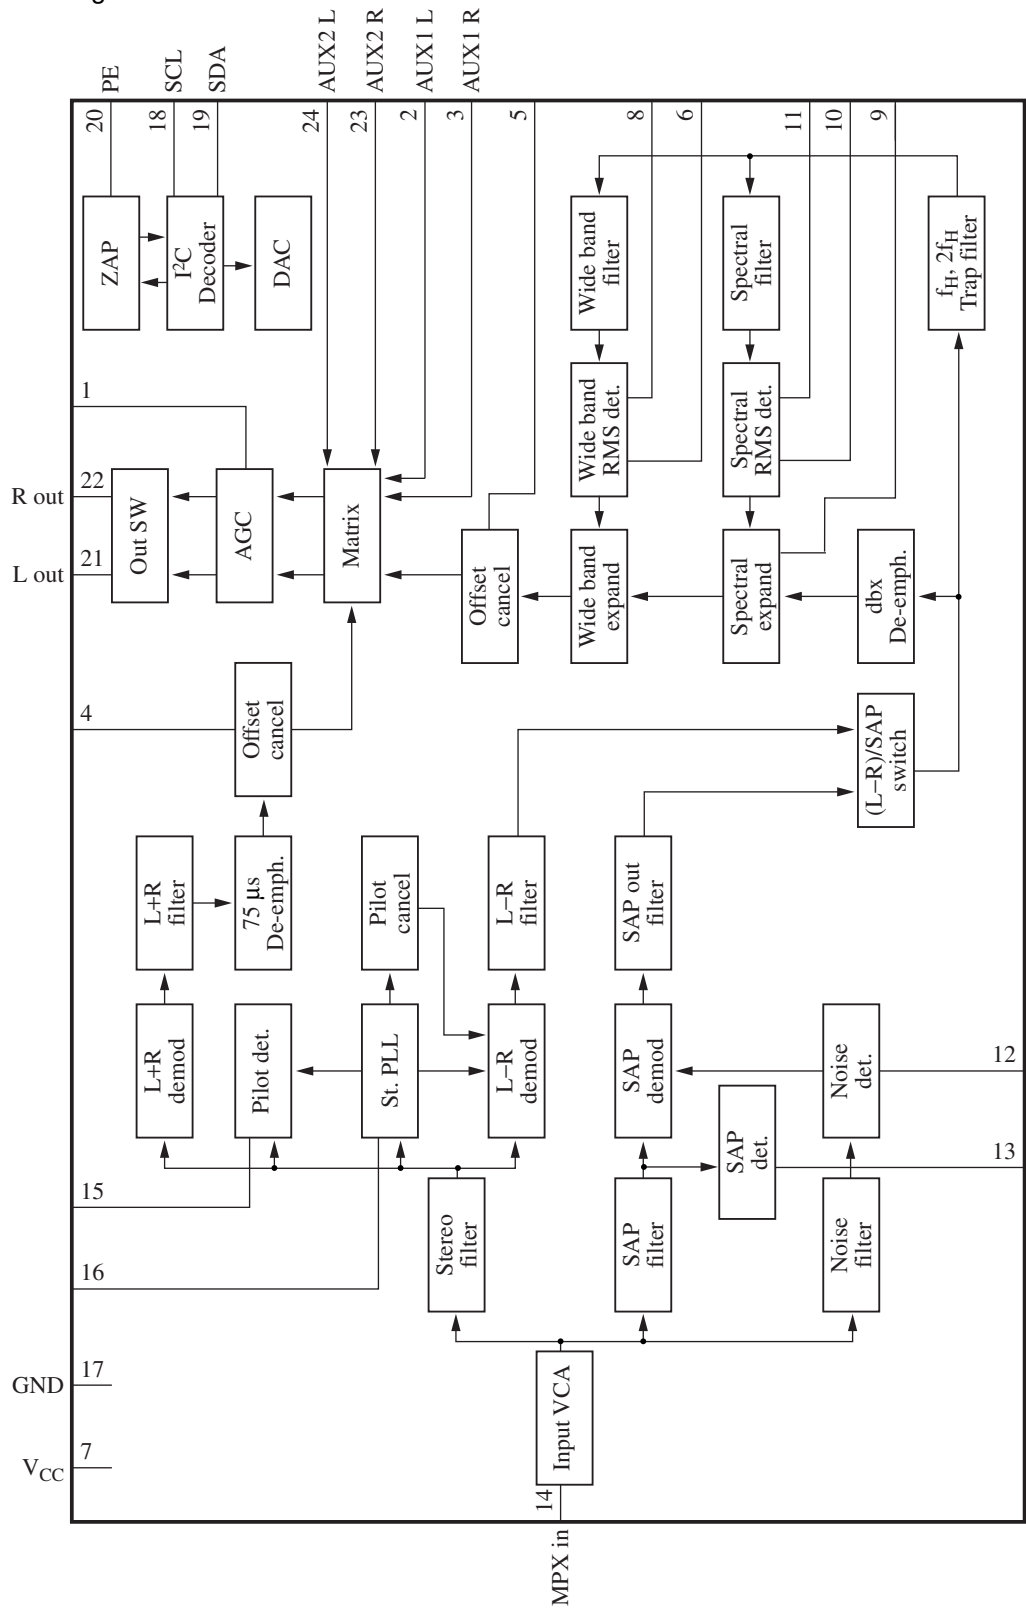 PE
SCL
SDA
AUX2 L
AUX2 R
AUX1 L
AUX1 R
20
18
19
24
23
2
3
5
8
6
11
10
9
ZAP
I²C
Decoder
DAC
Wide band
filter
Spectral
filter
f_H, 2f_H
Trap filter
1
Wide band
RMS det.
Spectral
RMS det.
R out
22
L out
21
Out SW
AGC
Matrix
Offset
cancel
Wide band
expand
Spectral
expand
dbx
De-emph.
4
Offset
cancel
(L−R)/SAP
switch
L+R
filter
75 µs
De-emph.
Pilot
cancel
L−R
filter
SAP out
filter
L+R
demod
Pilot det.
St. PLL
L−R
demod
SAP
demod
SAP
det.
Noise
det.
12
13
15
16
Stereo
filter
SAP
filter
Noise
filter
GND
17
V_CC
7
Input VCA
14
MPX in